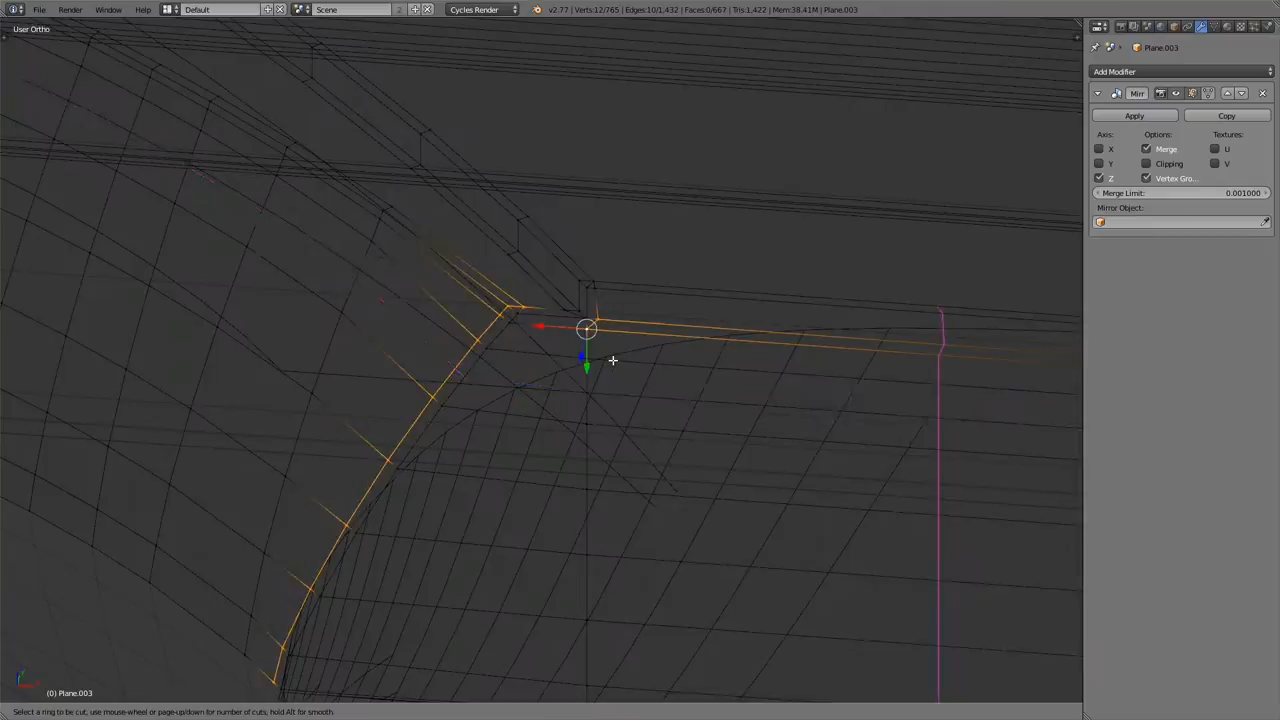 File Render Window Help Default Scene 2 Cycles Render v2.77 | Verts:12/765 | Edges:10/1,432 | Faces:0/667 | Tris:1,422 | Mem:38.41M | Plane.003
User Ortho
Plane.003
Add Modifier
Mirr
Apply Copy
Axis: Options: Textures:
X Merge U
Y Clipping V
Z Vertex Gro...
Merge Limit: 0.001000
Mirror Object:
(0) Plane.003
Select a ring to be cut, use mouse-wheel or page-up/down for number of cuts, hold Alt for smooth.